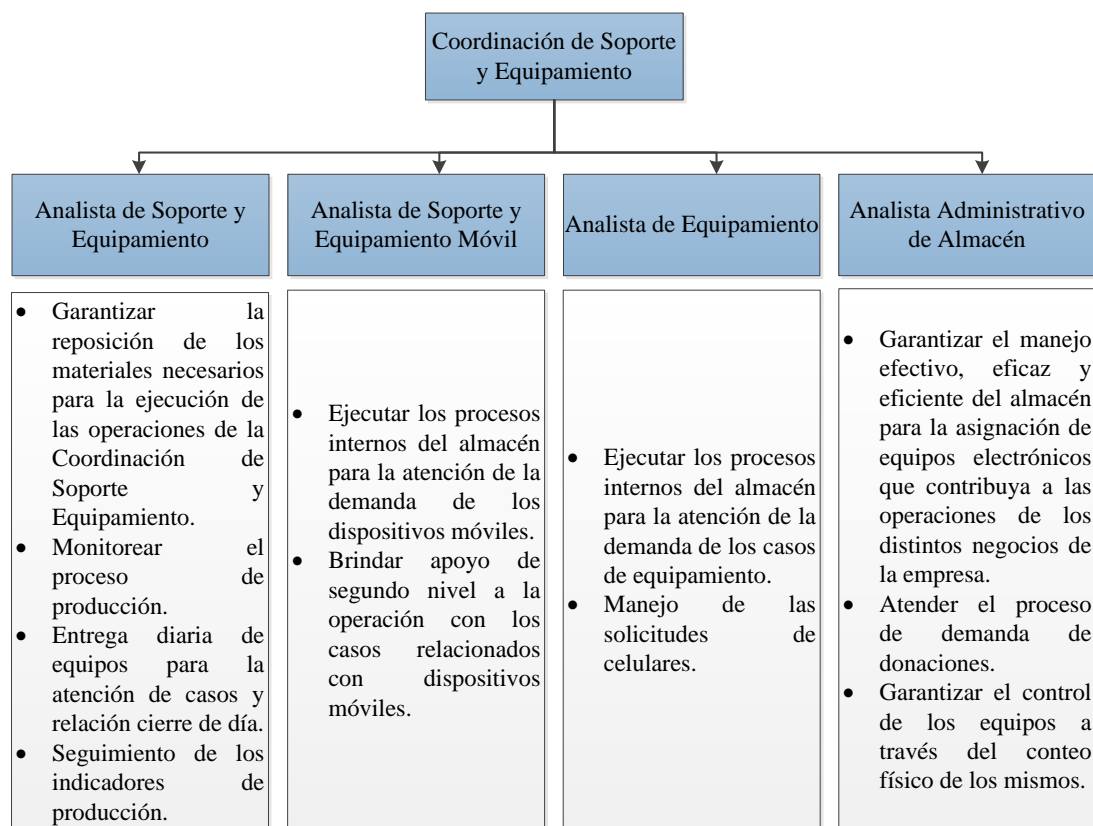 Coordinación de Soporte
y Equipamiento
Analista de Soporte y
Equipamiento
Analista de Soporte y
Equipamiento Móvil
Analista de Equipamiento
Analista Administrativo
de Almacén
• Garantizar la
reposición de los
materiales necesarios
para la ejecución de
las operaciones de la
Coordinación de
Soporte y
Equipamiento.
• Monitorear el
proceso de
producción.
• Entrega diaria de
equipos para la
atención de casos y
relación cierre de día.
• Seguimiento de los
indicadores de
producción.
• Ejecutar los procesos
internos del almacén
para la atención de la
demanda de los
dispositivos móviles.
• Brindar apoyo de
segundo nivel a la
operación con los
casos relacionados
con dispositivos
móviles.
• Ejecutar los procesos
internos del almacén
para la atención de la
demanda de los casos
de equipamiento.
• Manejo de las
solicitudes de
celulares.
• Garantizar el manejo
efectivo, eficaz y
eficiente del almacén
para la asignación de
equipos electrónicos
que contribuya a las
operaciones de los
distintos negocios de
la empresa.
• Atender el proceso
de demanda de
donaciones.
• Garantizar el control
de los equipos a
través del conteo
físico de los mismos.